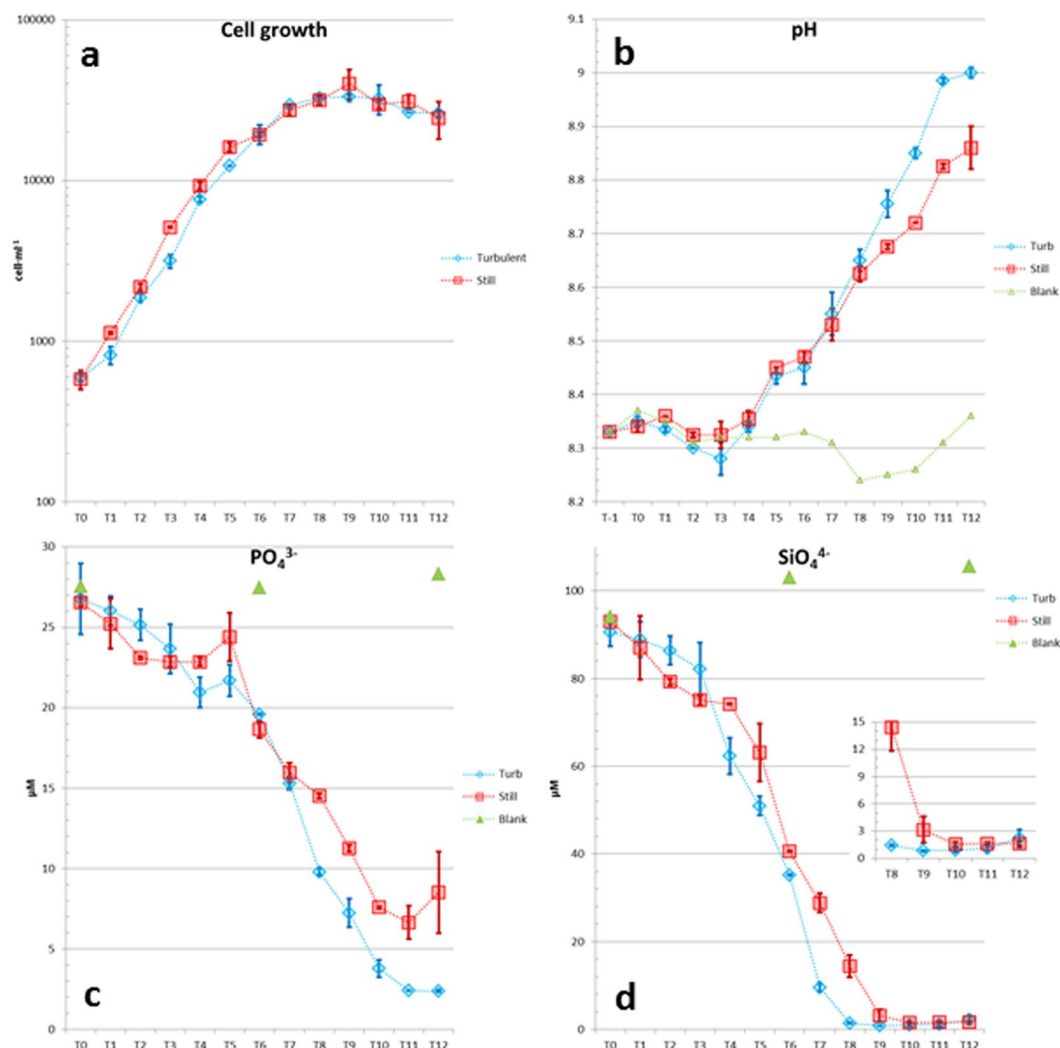 a
Cell growth
100000
10000
1000
100
cell·ml⁻¹
T0 T1 T2 T3 T4 T5 T6 T7 T8 T9 T10 T11 T12
Turbulent
Still
b
pH
9.1
9
8.9
8.8
8.7
8.6
8.5
8.4
8.3
8.2
T-1 T0 T1 T2 T3 T4 T5 T6 T7 T8 T9 T10 T11 T12
Turb
Still
Blank
PO₄³⁻
30
25
20
15
10
5
0
µM
c
T0 T1 T2 T3 T4 T5 T6 T7 T8 T9 T10 T11 T12
Turb
Still
Blank
SiO₄⁴⁻
100
80
60
40
20
0
µM
d
T0 T1 T2 T3 T4 T5 T6 T7 T8 T9 T10 T11 T12
Turb
Still
Blank
15
12
9
6
3
0
T8 T9 T10 T11 T12